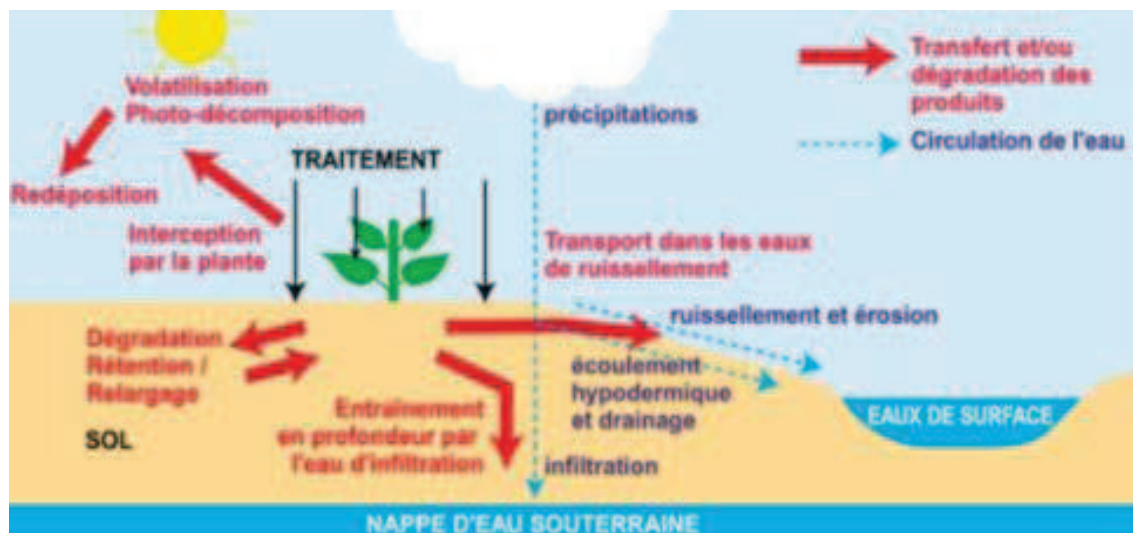 Volatilisation
Photo-décomposition
Redéposition
TRAITEMENT
Interception
par la plante
précipitations
Transfert et/ou
dégradation des
produits
Circulation de l'eau
Transport dans les eaux
de ruissellement
ruissellement et érosion
Dégradation
Rétention /
Relargage
SOL
Entraînement
en profondeur par
l'eau d'infiltration
écoulement
hypodermique
et drainage
infiltration
EAUX DE SURFACE
NAPPE D'EAU SOUTERRAINE